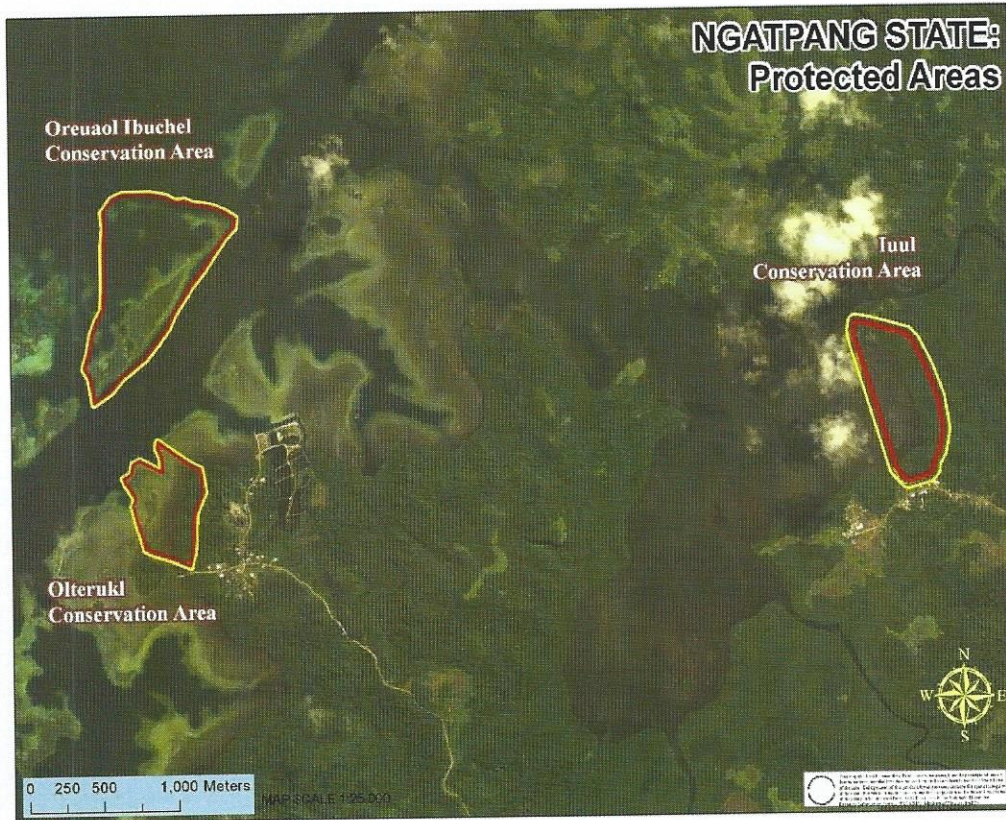 NGATPANG STATE:
Protected Areas
Oreuaol Ibuchel
Conservation Area
Iuul
Conservation Area
Olterukl
Conservation Area
N
W E
S
0 250 500 1,000 Meters
MAP SCALE 1:25,000